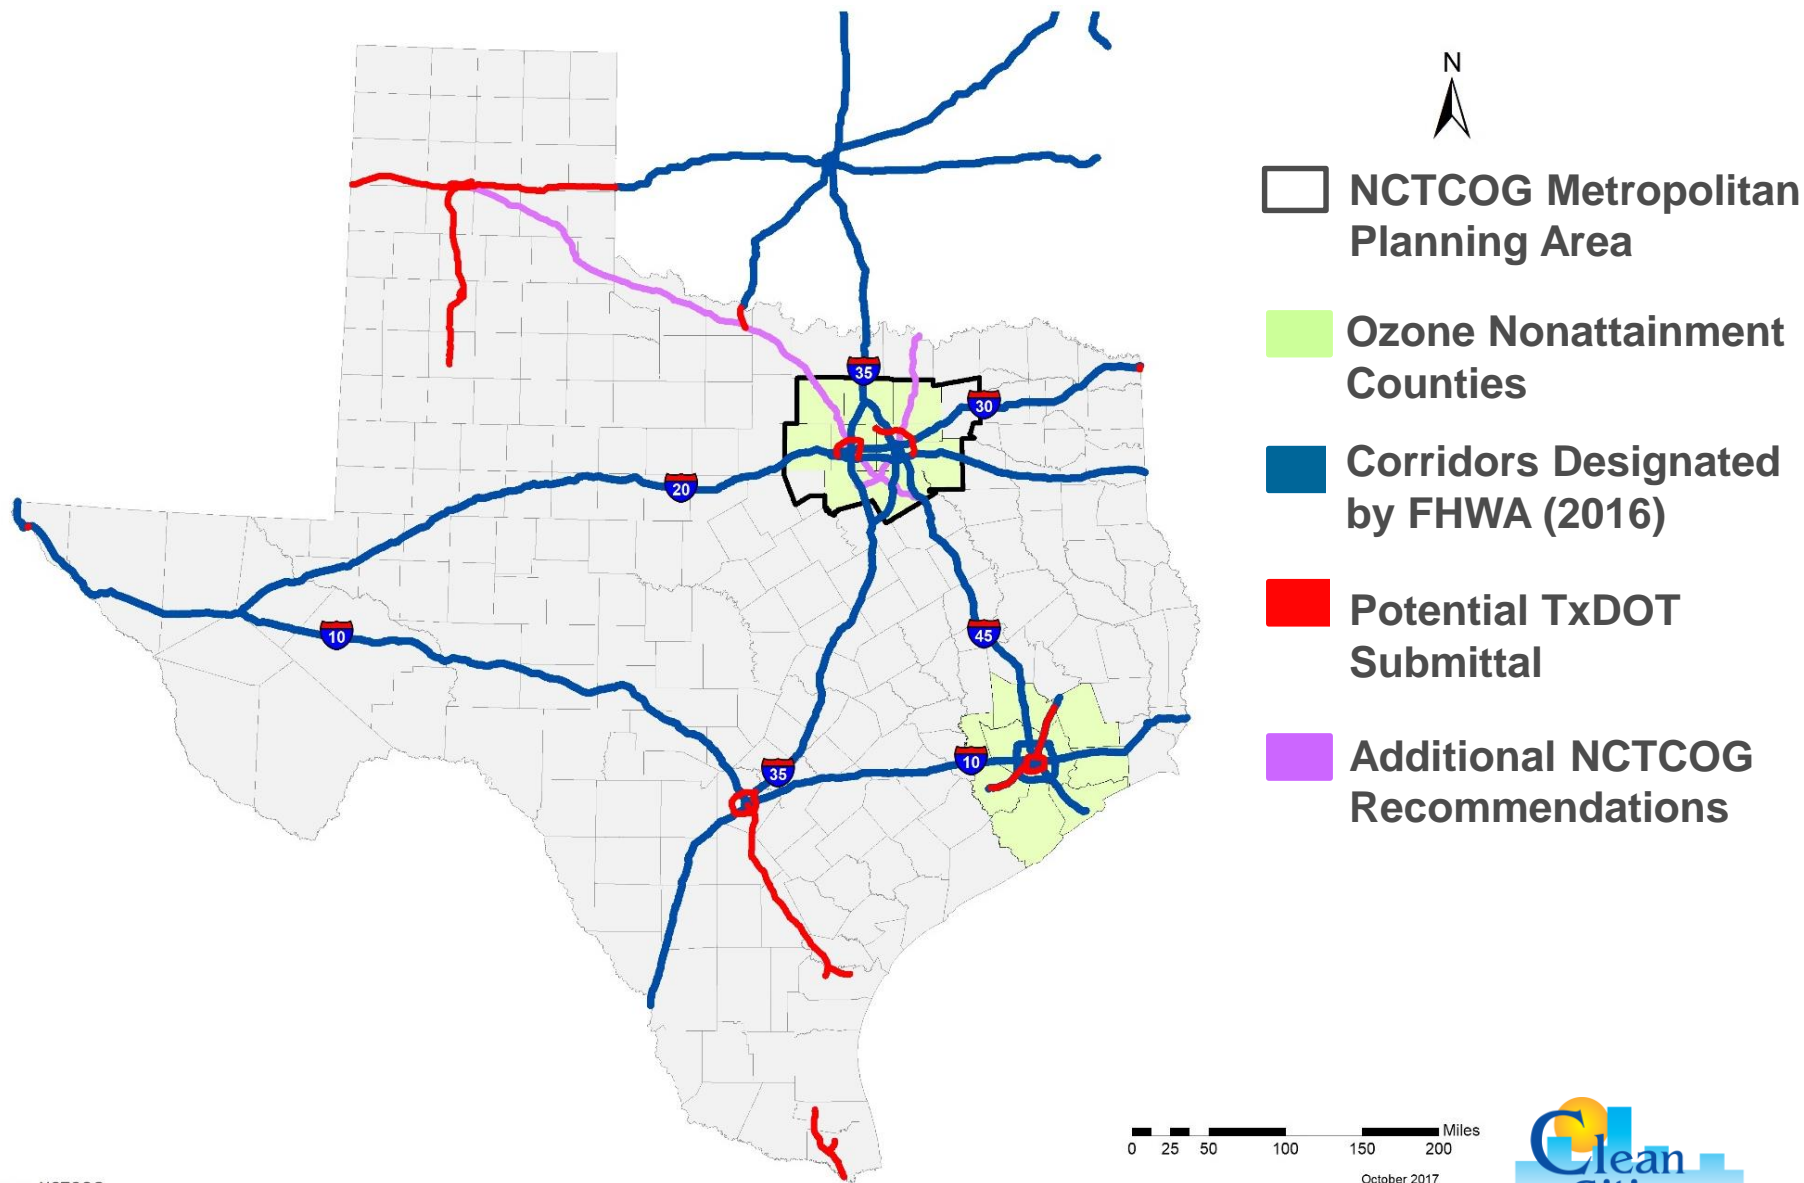 N
NCTCOG Metropolitan
Planning Area
Ozone Nonattainment
Counties
Corridors Designated
by FHWA (2016)
Potential TxDOT
Submittal
Additional NCTCOG
Recommendations
35
30
20
10
45
10
35
Miles
0 25 50 100 150 200
October 2017
Clean